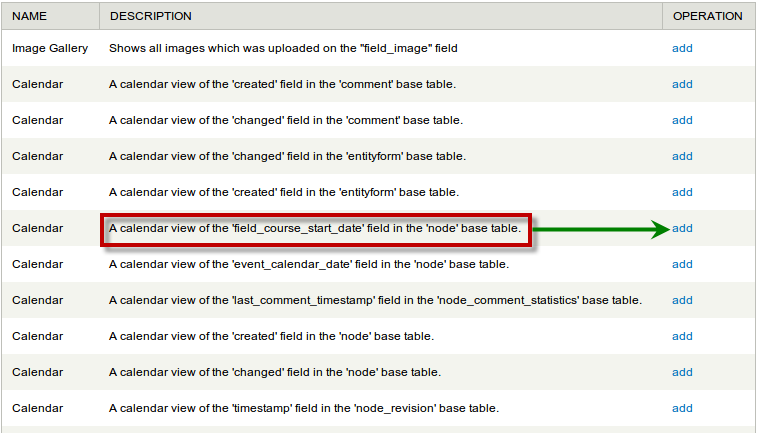 NAME DESCRIPTION OPERATION
Image Gallery Shows all images which was uploaded on the "field_image" field add
Calendar A calendar view of the 'created' field in the 'comment' base table. add
Calendar A calendar view of the 'changed' field in the 'comment' base table. add
Calendar A calendar view of the 'changed' field in the 'entityform' base table. add
Calendar A calendar view of the 'created' field in the 'entityform' base table. add
Calendar A calendar view of the 'field_course_start_date' field in the 'node' base table. add
Calendar A calendar view of the 'event_calendar_date' field in the 'node' base table. add
Calendar A calendar view of the 'last_comment_timestamp' field in the 'node_comment_statistics' base table. add
Calendar A calendar view of the 'created' field in the 'node' base table. add
Calendar A calendar view of the 'changed' field in the 'node' base table. add
Calendar A calendar view of the 'timestamp' field in the 'node_revision' base table. add